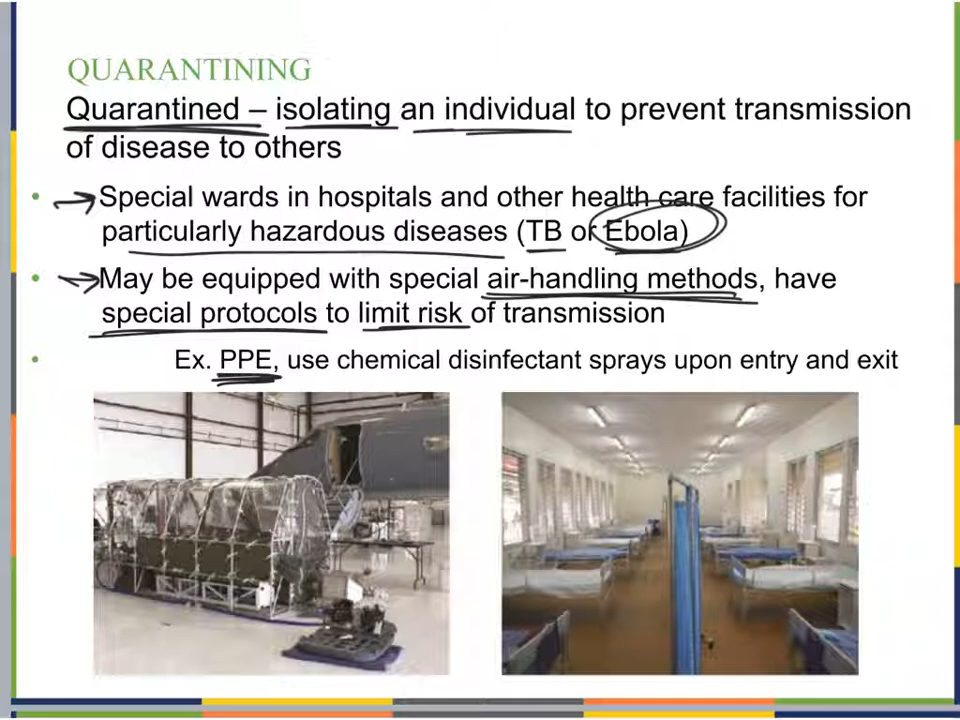 QUARANTINING
Quarantined – isolating an individual to prevent transmission
of disease to others
• Special wards in hospitals and other health care facilities for
particularly hazardous diseases (TB or Ebola)
• May be equipped with special air-handling methods, have
special protocols to limit risk of transmission
• Ex. PPE, use chemical disinfectant sprays upon entry and exit